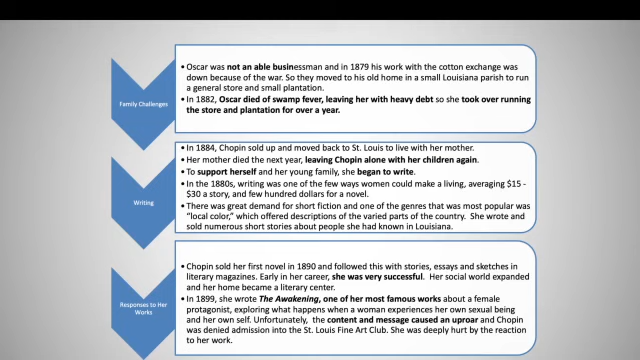 Family Challenges
• Oscar was not an able businessman and in 1879 his work with the cotton exchange was
down because of the war. So they moved to his old home in a small Louisiana parish to run
a general store and small plantation.
• In 1882, Oscar died of swamp fever, leaving her with heavy debt so she took over running
the store and plantation for over a year.
Writing
• In 1884, Chopin sold up and moved back to St. Louis to live with her mother.
• Her mother died the next year, leaving Chopin alone with her children again.
• To support herself and her young family, she began to write.
• In the 1880s, writing was one of the few ways women could make a living, averaging $15 -
$30 a story, and few hundred dollars for a novel.
• There was great demand for short fiction and one of the genres that was most popular was
“local color,” which offered descriptions of the varied parts of the country. She wrote and
sold numerous short stories about people she had known in Louisiana.
Responses to Her
Works
• Chopin sold her first novel in 1890 and followed this with stories, essays and sketches in
literary magazines. Early in her career, she was very successful. Her social world expanded
and her home became a literary center.
• In 1899, she wrote The Awakening, one of her most famous works about a female
protagonist, exploring what happens when a woman experiences her own sexual being
and her own self. Unfortunately, the content and message caused an uproar and Chopin
was denied admission into the St. Louis Fine Art Club. She was deeply hurt by the reaction
to her work.